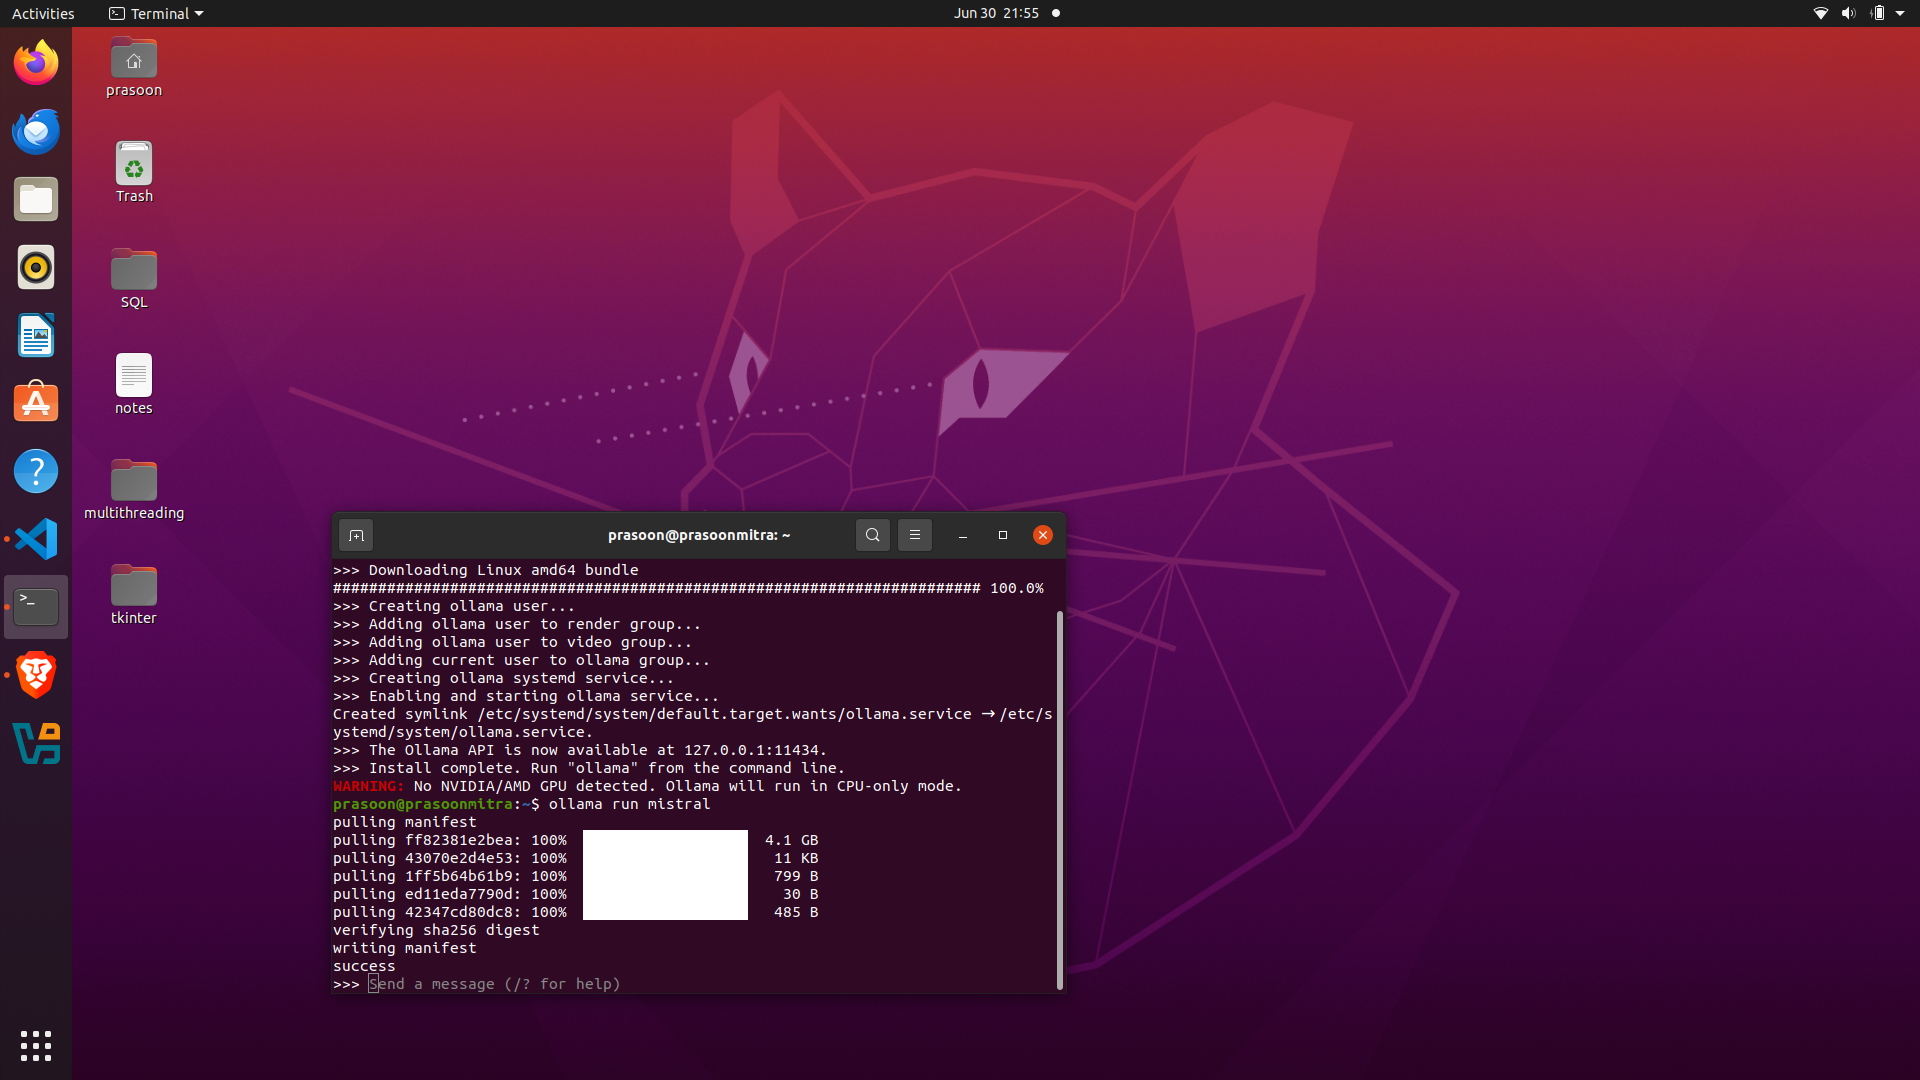 Activities
Terminal
Jun 30 21:55
prasoon
Trash
SQL
notes
multithreading
tkinter
prasoon@prasoonmitra: ~
>>> Downloading Linux amd64 bundle
######################################################################## 100.0%
>>> Creating ollama user...
>>> Adding ollama user to render group...
>>> Adding ollama user to video group...
>>> Adding current user to ollama group...
>>> Creating ollama systemd service...
>>> Enabling and starting ollama service...
Created symlink /etc/systemd/system/default.target.wants/ollama.service → /etc/s
ystemd/system/ollama.service.
>>> The Ollama API is now available at 127.0.0.1:11434.
>>> Install complete. Run "ollama" from the command line.
WARNING: No NVIDIA/AMD GPU detected. Ollama will run in CPU-only mode.
prasoon@prasoonmitra:~$ ollama run mistral
pulling manifest
pulling ff82381e2bea: 100% 4.1 GB
pulling 43070e2d4e53: 100% 11 KB
pulling 1ff5b64b61b9: 100% 799 B
pulling ed11eda7790d: 100% 30 B
pulling 42347cd80dc8: 100% 485 B
verifying sha256 digest
writing manifest
success
>>> Send a message (/? for help)